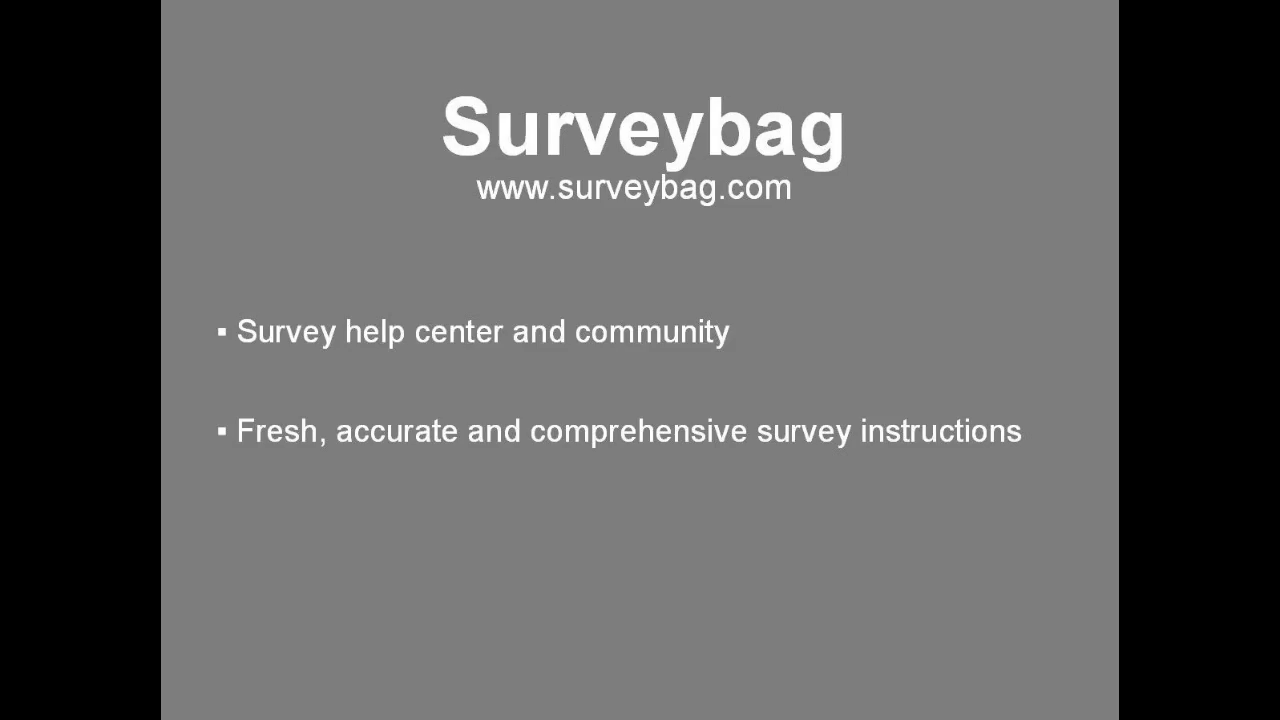 Surveybag
www.surveybag.com
▪ Survey help center and community
▪ Fresh, accurate and comprehensive survey instructions